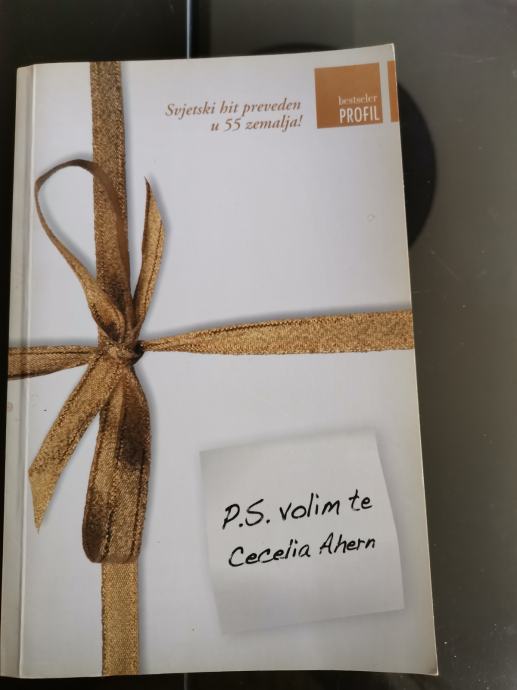 Svjetski hit preveden
u 55 zemalja!
bestseler
PROFIL
P.S. volim te
Cecelia Ahern